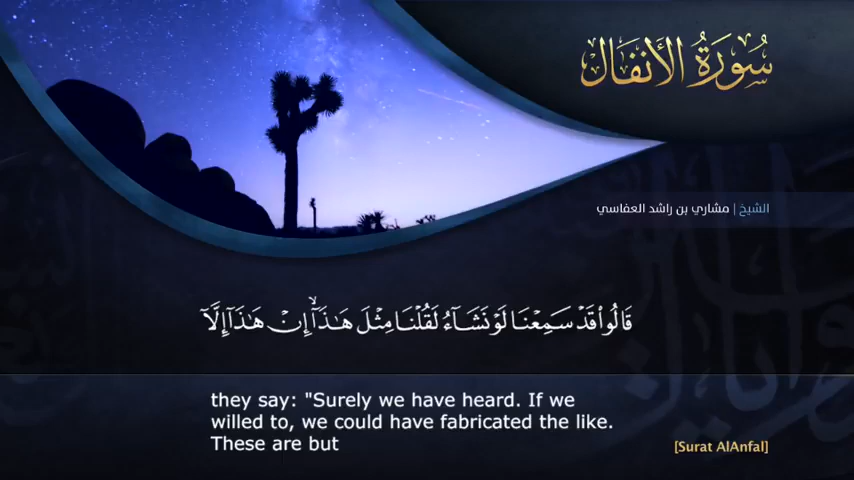 سُورَةُ الأَنفَال
الشيخ | مشاري بن راشد العفاسي
قَالُواْ قَدْ سَمِعْنَا لَوْ نَشَآءُ لَقُلْنَا مِثْلَ هَٰذَآ ۙ إِنْ هَٰذَآ إِلَّآ
they say: "Surely we have heard. If we
willed to, we could have fabricated the like.
These are but
[Surat AlAnfal]